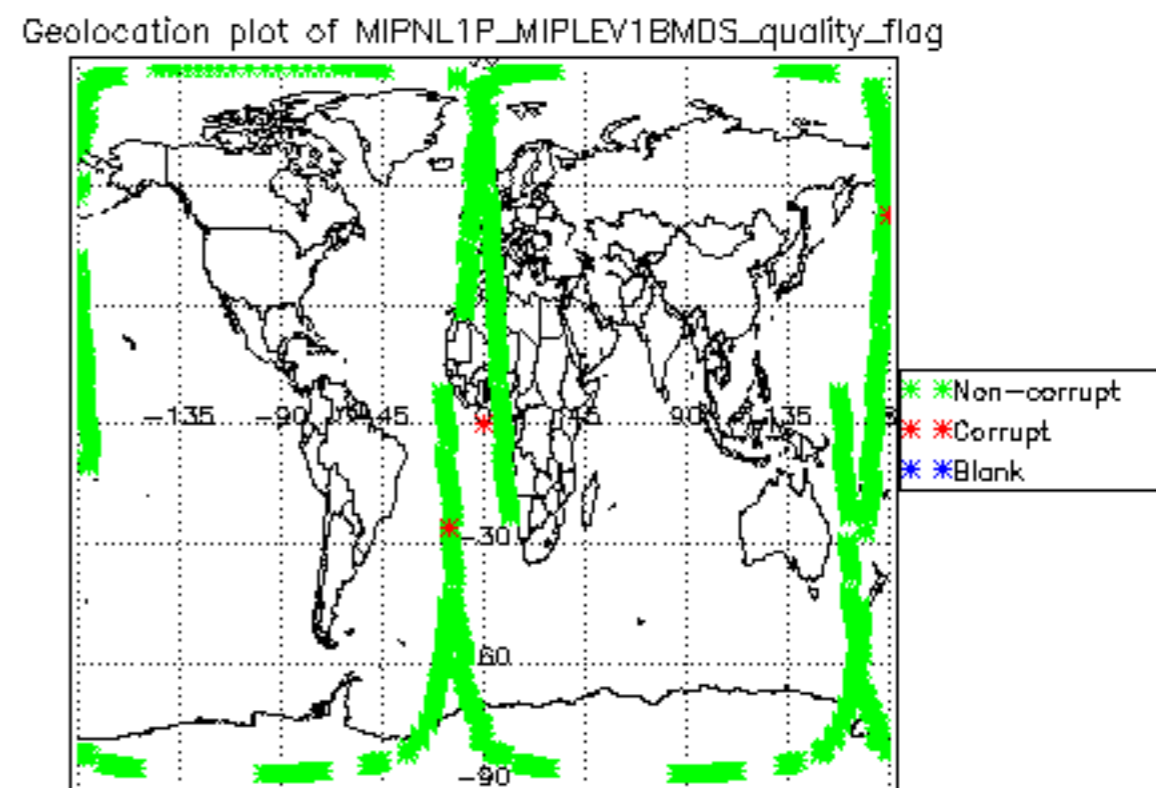 Geolocation plot of MIPNL1P_MIPLEV1BMDS_quality_flag
Non-corrupt
-135 -90 -45 45 90 135
Corrupt
Blank
-30
-60
-90